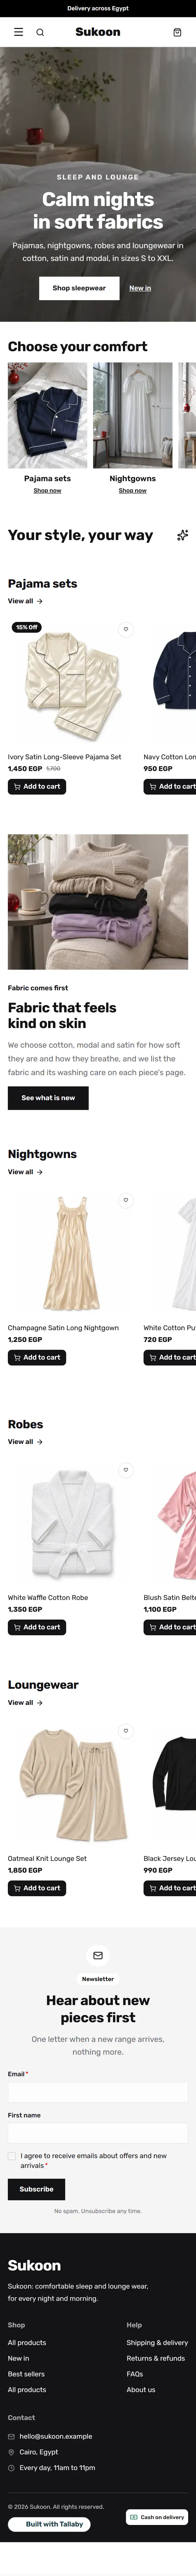 Delivery across Egypt
Sukoon
SLEEP AND LOUNGE
Calm nights
in soft fabrics
Pajamas, nightgowns, robes and loungewear in
cotton, satin and modal, in sizes S to XXL.
Shop sleepwear New in
Choose your comfort
Pajama sets Nightgowns
Shop now Shop now
Your style, your way
Pajama sets
View all
15% Off
Ivory Satin Long-Sleeve Pajama Set Navy Cotton Lon
1,450 EGP 1,700 950 EGP
Add to cart Add to cart
Fabric comes first
Fabric that feels
kind on skin
We choose cotton, modal and satin for how soft
they are and how they breathe, and we list the
fabric and its washing care on each piece's page.
See what is new
Nightgowns
View all
Champagne Satin Long Nightgown White Cotton Pu
1,250 EGP 720 EGP
Add to cart Add to cart
Robes
View all
White Waffle Cotton Robe Blush Satin Belte
1,350 EGP 1,100 EGP
Add to cart Add to cart
Loungewear
View all
Oatmeal Knit Lounge Set Black Jersey Lou
1,850 EGP 990 EGP
Add to cart Add to cart
Newsletter
Hear about new
pieces first
One letter when a new range arrives,
nothing more.
Email *
First name
I agree to receive emails about offers and new
arrivals *
Subscribe
No spam. Unsubscribe any time.
Sukoon
Sukoon: comfortable sleep and lounge wear,
for every night and morning.
Shop Help
All products Shipping & delivery
New in Returns & refunds
Best sellers FAQs
All products About us
Contact
hello@sukoon.example
Cairo, Egypt
Every day, 11am to 11pm
© 2026 Sukoon. All rights reserved.
Cash on delivery
Built with Tallaby